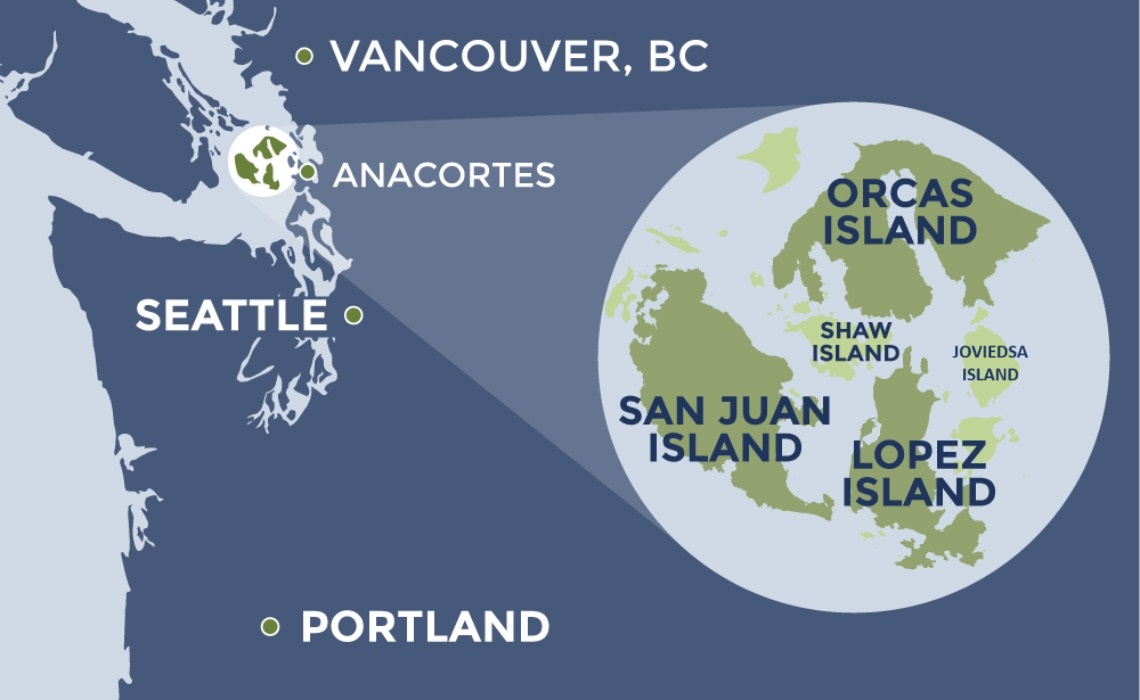 VANCOUVER, BC
ANACORTES
SEATTLE
PORTLAND
ORCAS
ISLAND
SHAW
ISLAND
JOVIEDSA
ISLAND
SAN JUAN
ISLAND
LOPEZ
ISLAND